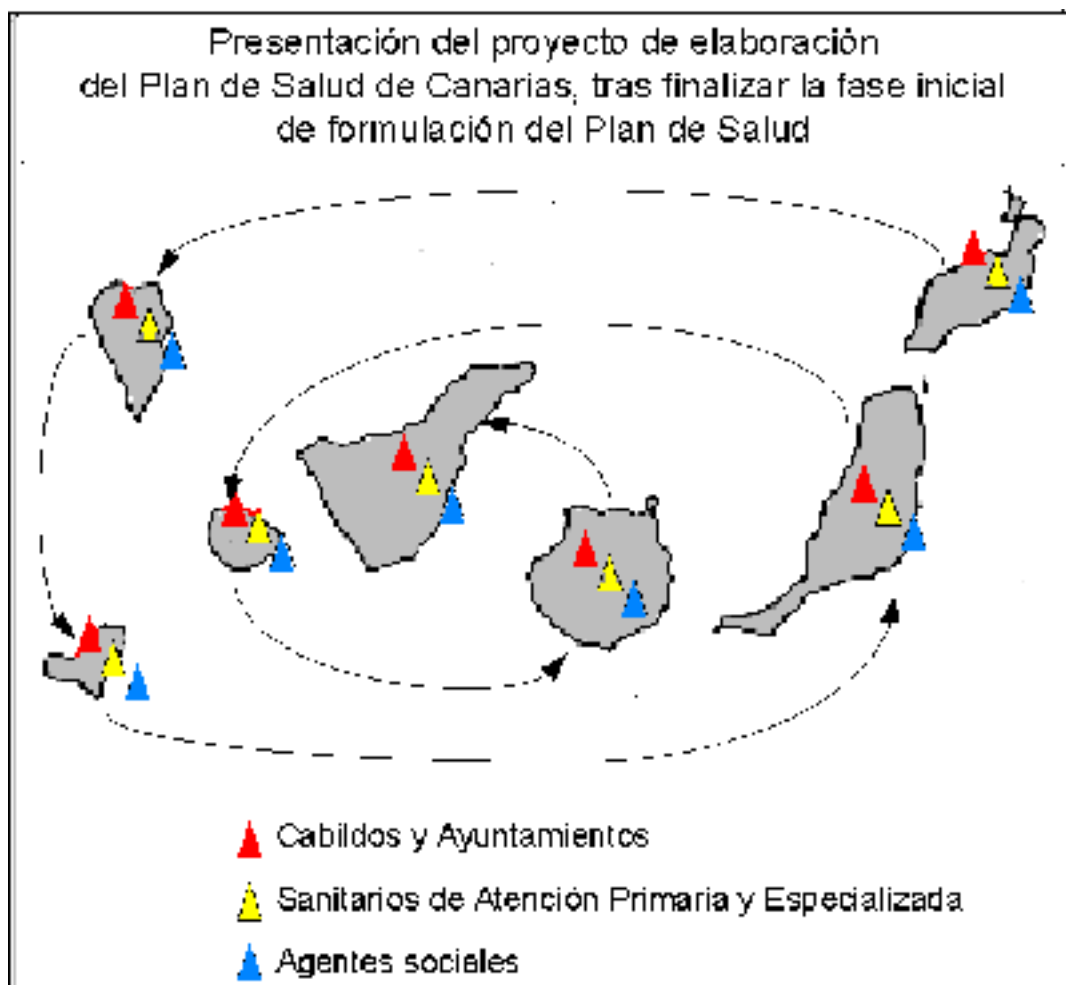 Presentación del proyecto de elaboración
del Plan de Salud de Canarias, tras finalizar la fase inicial
de formulación del Plan de Salud
Cabildos y Ayuntamientos
Sanitarios de Atención Primaria y Especializada
Agentes sociales